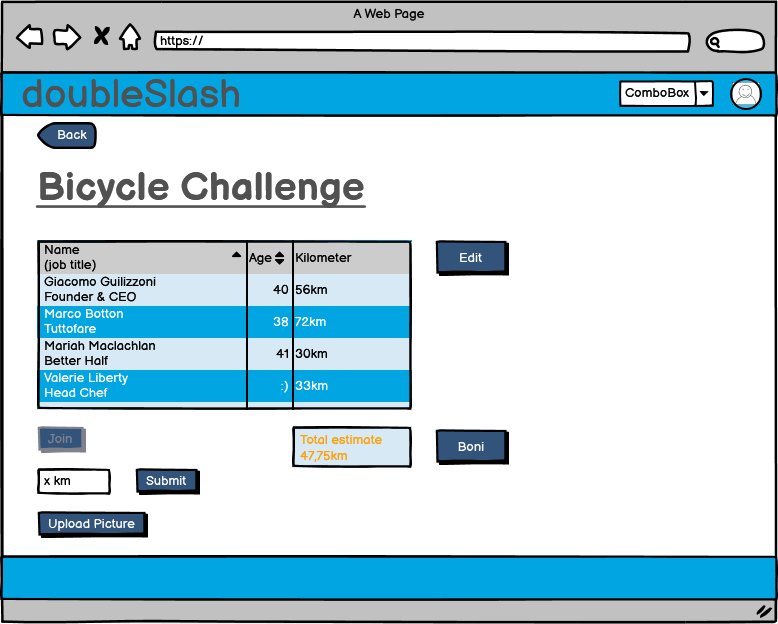 A Web Page
https://
doubleSlash
ComboBox
Back
Bicycle Challenge
Name
(job title)
Age
Kilometer
Edit
Giacomo Guilizzoni
Founder & CEO
40
56km
Marco Botton
Tuttofare
38
72km
Mariah Maclachlan
Better Half
41
30km
Valerie Liberty
Head Chef
:)
33km
Join
Total estimate
47,75km
Boni
x km
Submit
Upload Picture